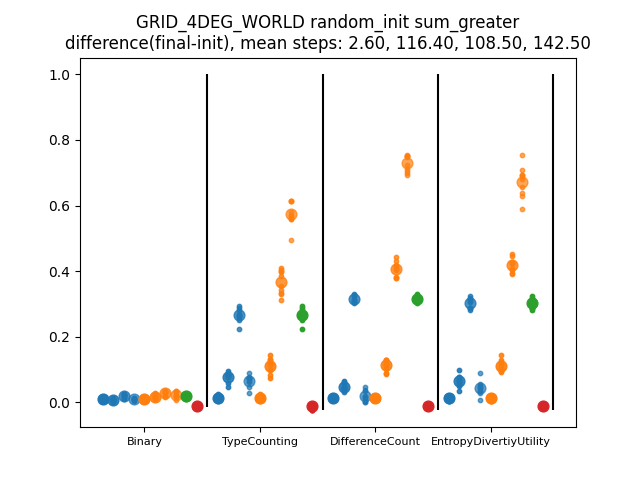 GRID_4DEG_WORLD random_init sum_greater
difference(final-init), mean steps: 2.60, 116.40, 108.50, 142.50
1.0
0.8
0.6
0.4
0.2
0.0
Binary TypeCounting DifferenceCount EntropyDivertiyUtility